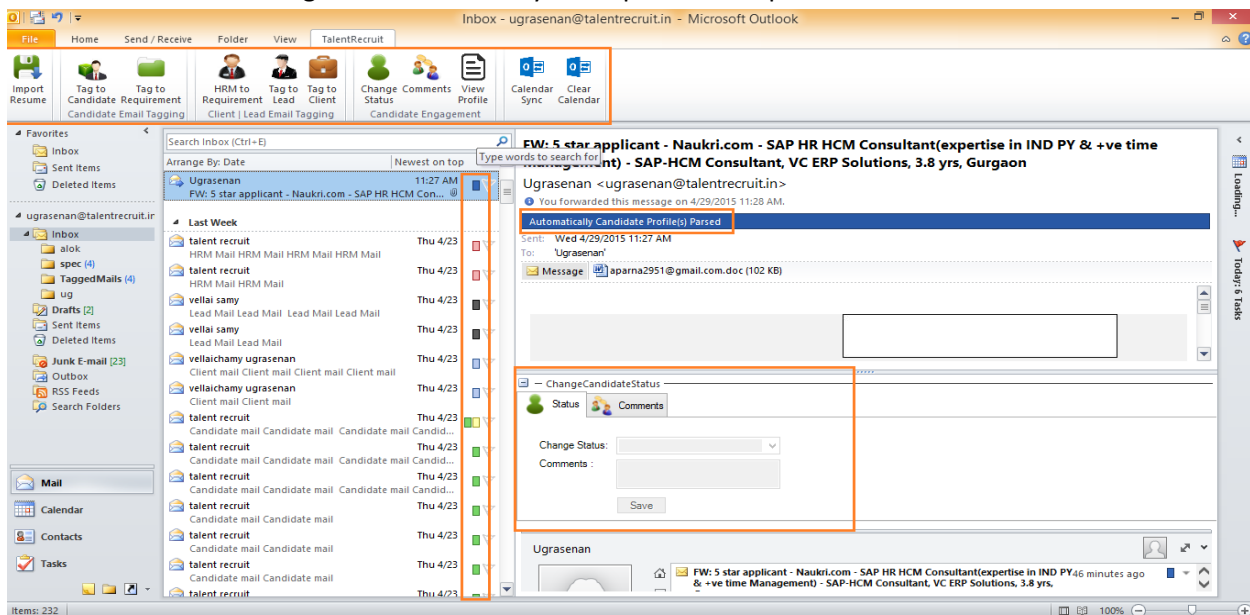 Inbox - ugrasenan@talentrecruit.in - Microsoft Outlook
File Home Send / Receive Folder View TalentRecruit
Import Resume
Tag to Candidate
Tag to Requirement
HRM to Requirement
Tag to Lead
Tag to Client
Change Status
Comments
View Profile
Calendar Sync
Clear Calendar
Candidate Email Tagging
Client | Lead Email Tagging
Candidate Engagement
Favorites
Inbox
Sent Items
Deleted Items
ugrasenan@talentrecruit.ir
Inbox
alok
spec (4)
TaggedMails (4)
ug
Drafts [2]
Sent Items
Deleted Items
Junk E-mail [23]
Outbox
RSS Feeds
Search Folders
Mail
Calendar
Contacts
Tasks
Search Inbox (Ctrl+E)
Arrange By: Date Newest on top
Type words to search for
Ugrasenan 11:27 AM
FW: 5 star applicant - Naukri.com - SAP HR HCM Con...
Last Week
talent recruit Thu 4/23
HRM Mail HRM Mail HRM Mail HRM Mail
talent recruit Thu 4/23
HRM Mail HRM Mail
vellai samy Thu 4/23
Lead Mail Lead Mail Lead Mail Lead Mail
vellai samy Thu 4/23
Lead Mail Lead Mail
vellaichamy ugrasenan Thu 4/23
Client mail Client mail Client mail Client mail
vellaichamy ugrasenan Thu 4/23
Client mail Client mail
talent recruit Thu 4/23
Candidate mail Candidate mail Candidate mail Candid...
talent recruit Thu 4/23
Candidate mail Candidate mail Candidate mail Candid...
talent recruit Thu 4/23
Candidate mail Candidate mail Candidate mail Candid...
talent recruit Thu 4/23
Candidate mail Candidate mail
talent recruit Thu 4/23
Candidate mail Candidate mail
talent recruit Thu 4/23
Candidate mail Candidate mail
talent recruit Thu 4/23
FW: 5 star applicant - Naukri.com - SAP HR HCM Consultant(expertise in IND PY & +ve time
management) - SAP-HCM Consultant, VC ERP Solutions, 3.8 yrs, Gurgaon
Ugrasenan <ugrasenan@talentrecruit.in>
You forwarded this message on 4/29/2015 11:28 AM.
Automatically Candidate Profile(s) Parsed
Sent: Wed 4/29/2015 11:27 AM
To: 'Ugrasenan'
Message aparna2951@gmail.com.doc (102 KB)
ChangeCandidateStatus
Status Comments
Change Status:
Comments :
Save
Ugrasenan
FW: 5 star applicant - Naukri.com - SAP HR HCM Consultant(expertise in IND PY 46 minutes ago
& +ve time Management) - SAP-HCM Consultant, VC ERP Solutions, 3.8 yrs,
Loading...
Today: 6 Tasks
Items: 232
100%